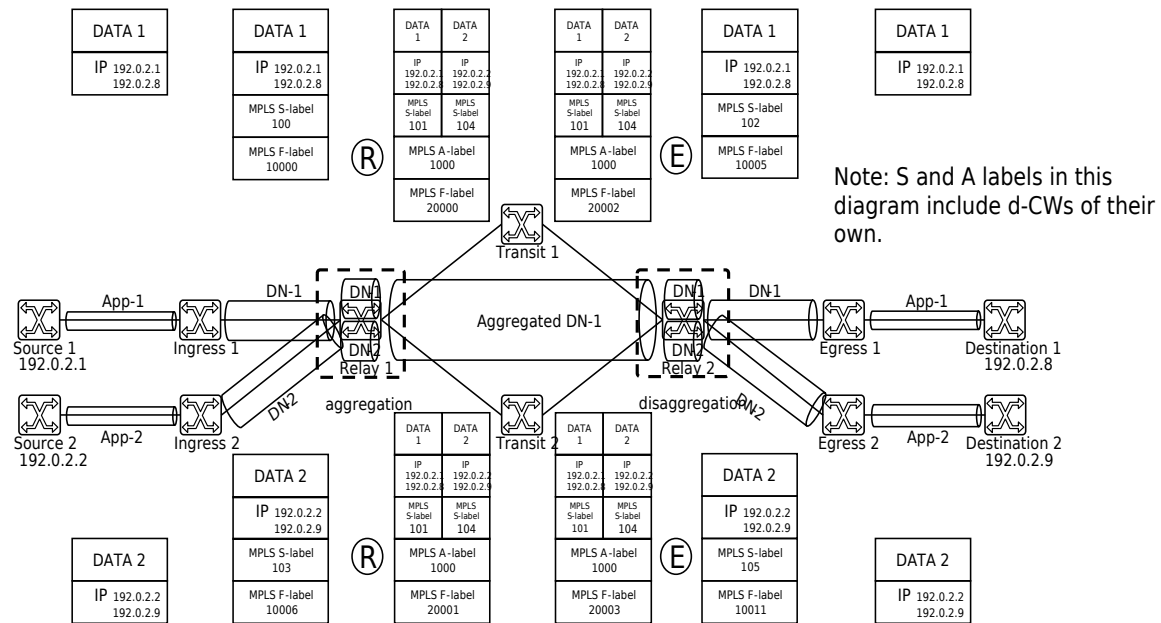 DATA 1
IP 192.0.2.1
192.0.2.8
DATA 1
IP 192.0.2.1
192.0.2.8
MPLS S-label
100
MPLS F-label
10000
R
DATA
1
DATA
2
IP
192.0.2.1
192.0.2.8
IP
192.0.2.2
192.0.2.9
MPLS
S-label
101
MPLS
S-label
104
MPLS A-label
1000
MPLS F-label
20000
DATA
1
DATA
2
IP
192.0.2.1
192.0.2.8
IP
192.0.2.2
192.0.2.9
MPLS
S-label
101
MPLS
S-label
104
MPLS A-label
1000
MPLS F-label
20002
E
DATA 1
IP 192.0.2.1
192.0.2.8
MPLS S-label
102
MPLS F-label
10005
DATA 1
IP 192.0.2.1
192.0.2.8
Note: S and A labels in this
diagram include d-CWs of their
own.
Transit 1
App-1
DN-1
DN-1
Aggregated DN-1
DN-1
DN-1
App-1
Source 1
192.0.2.1
Ingress 1
DN-2
Relay 1
DN-2
Relay 2
Egress 1
Destination 1
192.0.2.8
DN-2
aggregation
disaggregation
DN-2
Source 2
192.0.2.2
App-2
Ingress 2
Transit 2
Egress 2
App-2
Destination 2
192.0.2.9
DATA 2
IP 192.0.2.2
192.0.2.9
DATA 2
IP 192.0.2.2
192.0.2.9
MPLS S-label
103
MPLS F-label
10006
R
DATA
1
DATA
2
IP
192.0.2.1
192.0.2.8
IP
192.0.2.2
192.0.2.9
MPLS
S-label
101
MPLS
S-label
104
MPLS A-label
1000
MPLS F-label
20001
DATA
1
DATA
2
IP
192.0.2.1
192.0.2.8
IP
192.0.2.2
192.0.2.9
MPLS
S-label
101
MPLS
S-label
104
MPLS A-label
1000
MPLS F-label
20003
E
DATA 2
IP 192.0.2.2
192.0.2.9
MPLS S-label
105
MPLS F-label
10011
DATA 2
IP 192.0.2.2
192.0.2.9